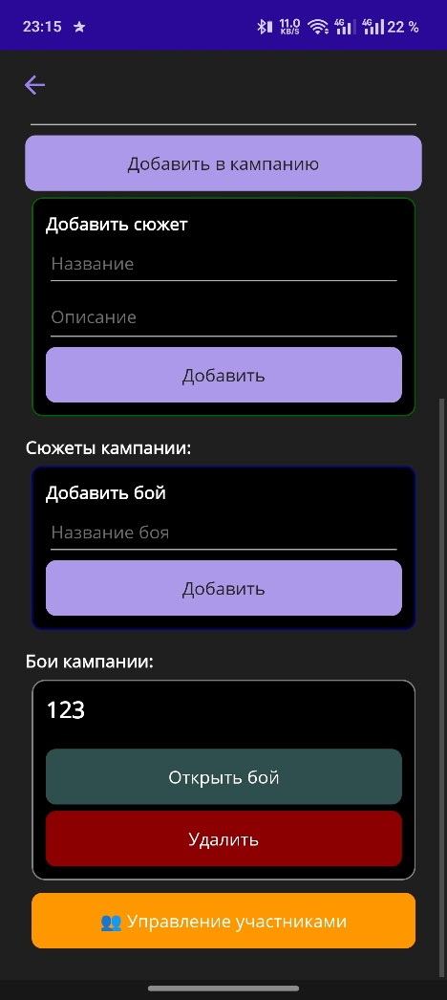 23:15 11.0 KB/S 4G 4G 22 %
Добавить в кампанию
Добавить сюжет
Название
Описание
Добавить
Сюжеты кампании:
Добавить бой
Название боя
Добавить
Бои кампании:
123
Открыть бой
Удалить
Управление участниками